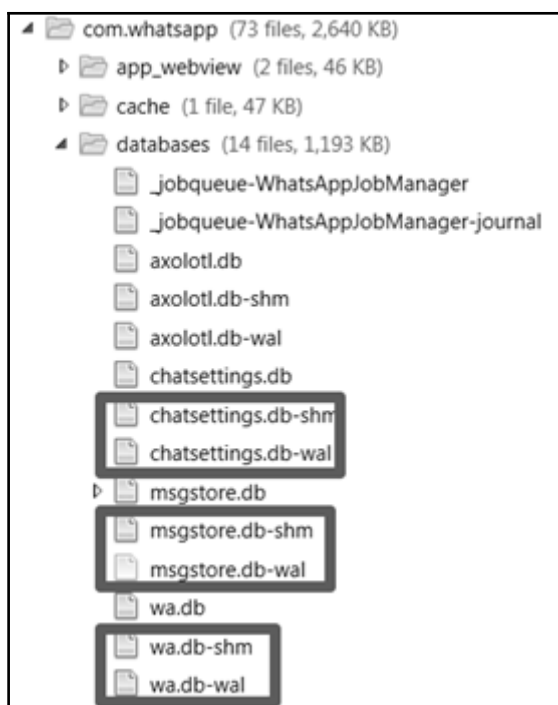 com.whatsapp (73 files, 2,640 KB)
app_webview (2 files, 46 KB)
cache (1 file, 47 KB)
databases (14 files, 1,193 KB)
_jobqueue-WhatsAppJobManager
_jobqueue-WhatsAppJobManager-journal
axolotl.db
axolotl.db-shm
axolotl.db-wal
chatsettings.db
chatsettings.db-shm
chatsettings.db-wal
msgstore.db
msgstore.db-shm
msgstore.db-wal
wa.db
wa.db-shm
wa.db-wal